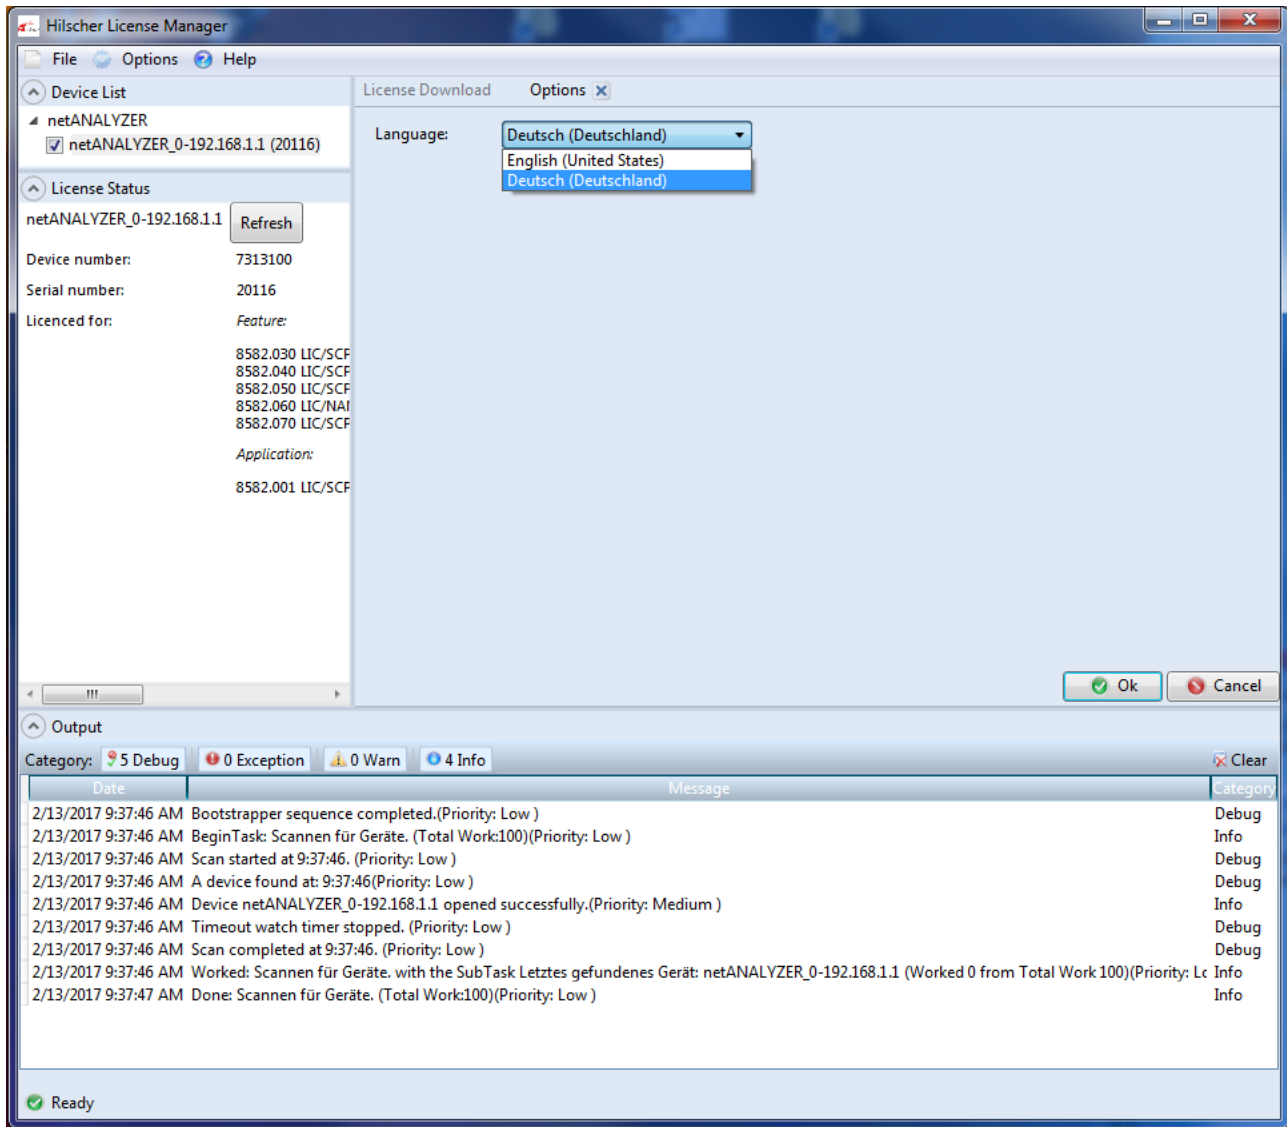 Hilscher License Manager
File Options Help
Device List
netANALYZER
netANALYZER_0-192.168.1.1 (20116)
License Status
netANALYZER_0-192.168.1.1 Refresh
Device number: 7313100
Serial number: 20116
Licenced for: Feature:
8582.030 LIC/SCP
8582.040 LIC/SCP
8582.050 LIC/SCP
8582.060 LIC/NAN
8582.070 LIC/SCP
Application:
8582.001 LIC/SCP
License Download Options
Language: Deutsch (Deutschland)
English (United States)
Deutsch (Deutschland)
Ok Cancel
Output
Category: 5 Debug 0 Exception 0 Warn 4 Info Clear
Date Message Category
2/13/2017 9:37:46 AM Bootstrapper sequence completed.(Priority: Low ) Debug
2/13/2017 9:37:46 AM BeginTask: Scannen für Geräte. (Total Work:100)(Priority: Low ) Info
2/13/2017 9:37:46 AM Scan started at 9:37:46. (Priority: Low ) Debug
2/13/2017 9:37:46 AM A device found at: 9:37:46(Priority: Low ) Debug
2/13/2017 9:37:46 AM Device netANALYZER_0-192.168.1.1 opened successfully.(Priority: Medium ) Info
2/13/2017 9:37:46 AM Timeout watch timer stopped. (Priority: Low ) Debug
2/13/2017 9:37:46 AM Scan completed at 9:37:46. (Priority: Low ) Debug
2/13/2017 9:37:46 AM Worked: Scannen für Geräte. with the SubTask Letztes gefundenes Gerät: netANALYZER_0-192.168.1.1 (Worked 0 from Total Work 100)(Priority: Lc Info
2/13/2017 9:37:47 AM Done: Scannen für Geräte. (Total Work:100)(Priority: Low ) Info
Ready